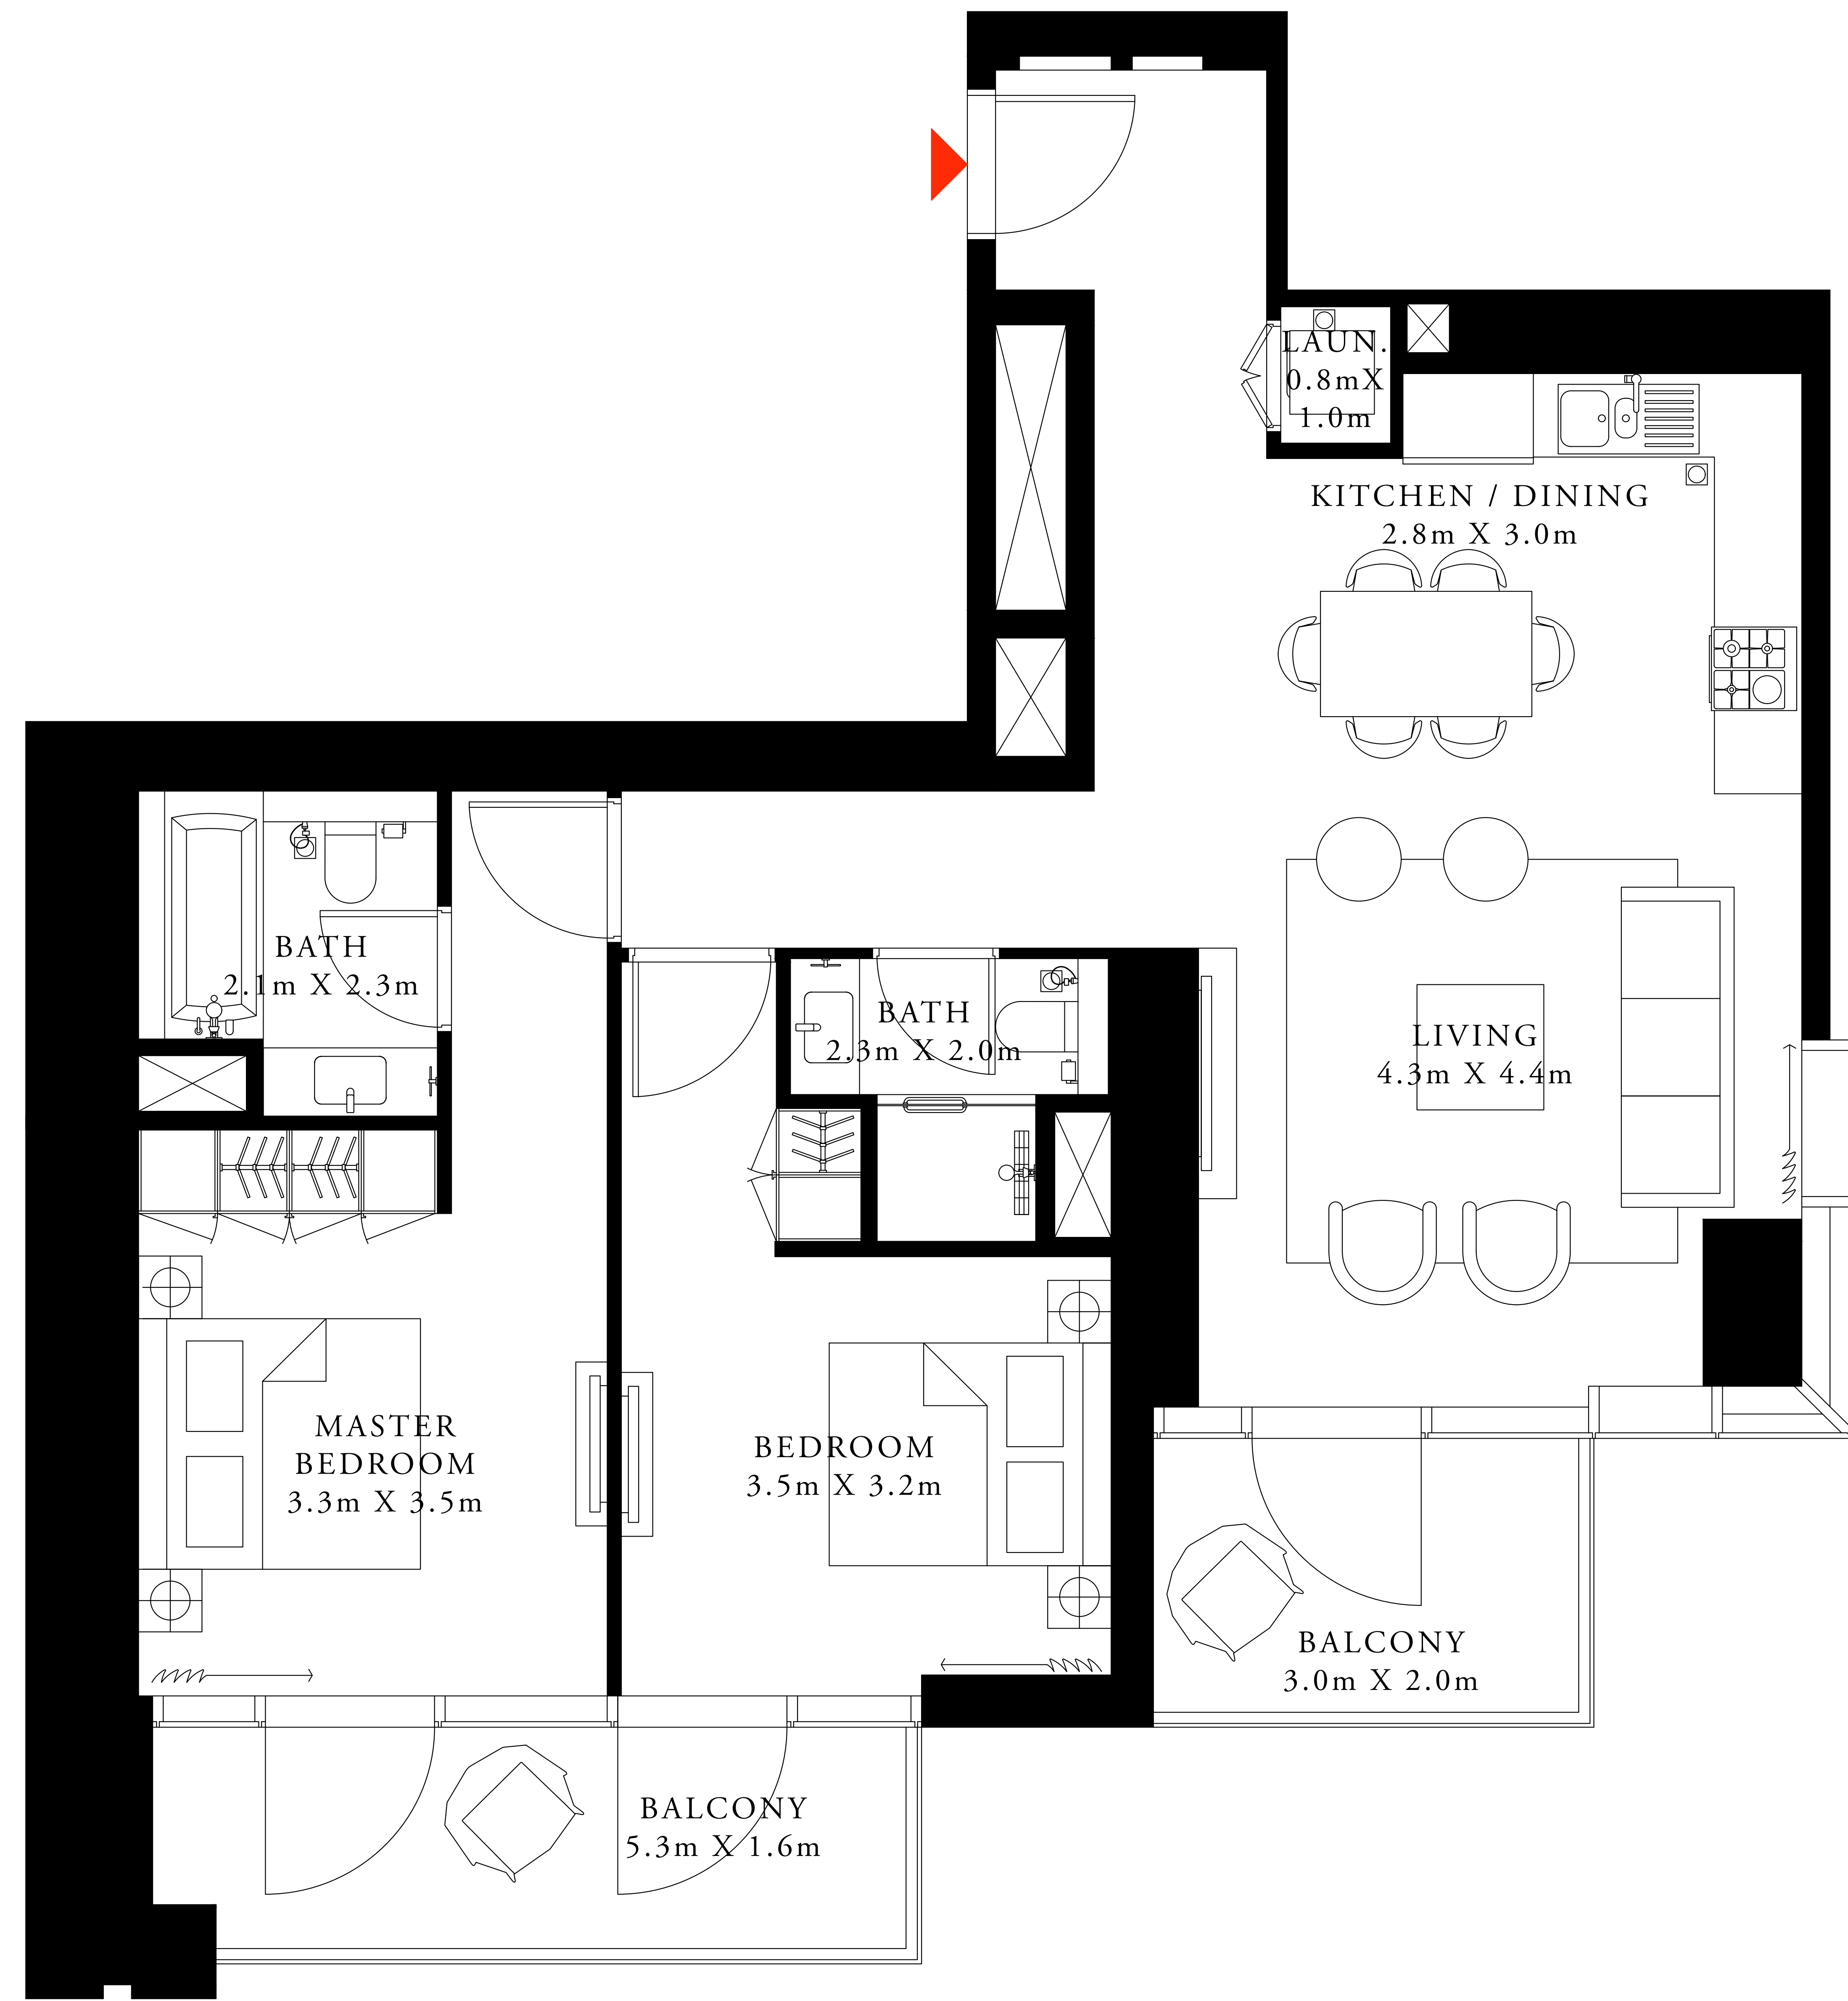 LAUN.
0.8mX
1.0m
KITCHEN / DINING
2.8m X 3.0m
BATH
2.1m X 2.3m
BATH
2.3m X 2.0m
LIVING
4.3m X 4.4m
MASTER
BEDROOM
3.3m X 3.5m
BEDROOM
3.5m X 3.2m
BALCONY
3.0m X 2.0m
BALCONY
5.3m X 1.6m